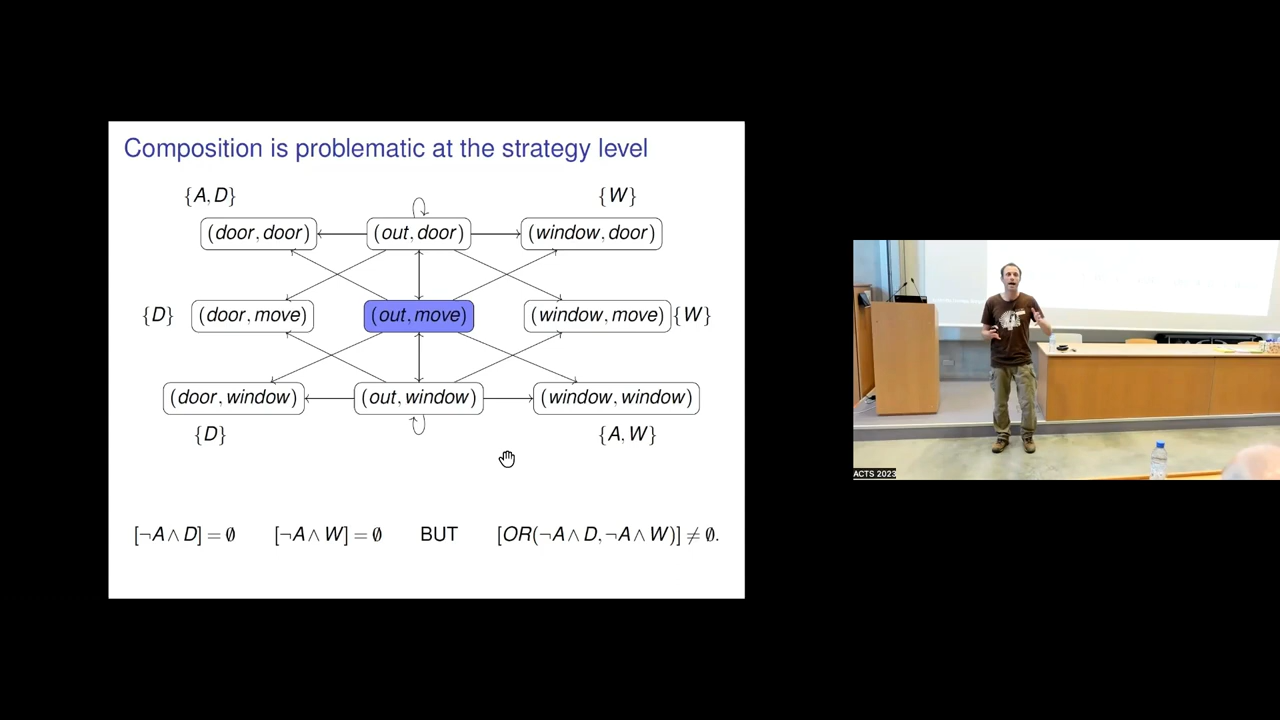 Composition is problematic at the strategy level
{A, D} {W}
(door, door) (out, door) (window, door)
{D} (door, move) (out, move) (window, move) {W}
(door, window) (out, window) (window, window)
{D} {A, W}
[¬A∧D] = ∅ [¬A∧W] = ∅ BUT [OR(¬A∧D, ¬A∧W)] ≠ ∅.
ACTS 2023